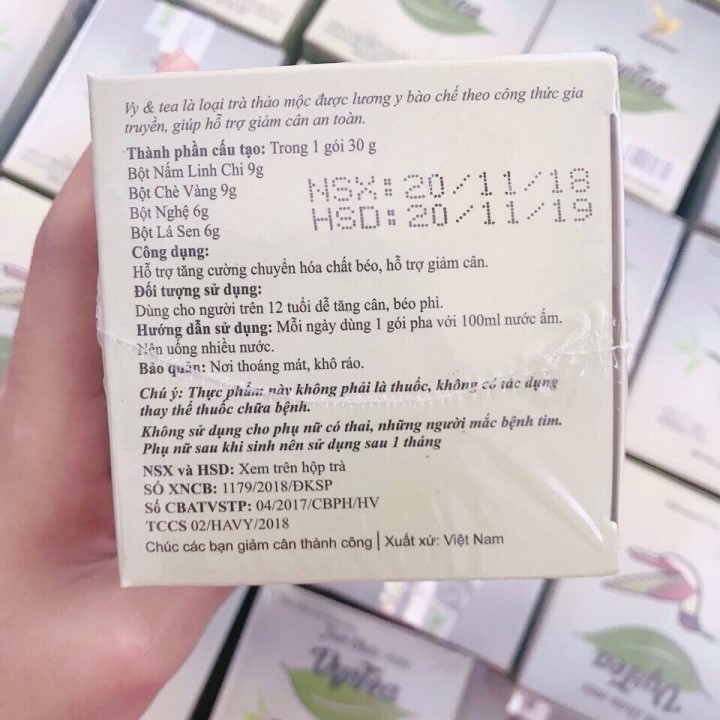 Vy & tea là loại trà thảo mộc được lương y bào chế theo công thức gia
truyền, giúp hỗ trợ giảm cân an toàn.
Thành phần cấu tạo: Trong 1 gói 30 g
Bột Nấm Linh Chi 9g
Bột Chè Vàng 9g
Bột Nghệ 6g
Bột Lá Sen 6g
NSX: 20/11/18
HSD: 20/11/19
Công dụng:
Hỗ trợ tăng cường chuyển hóa chất béo, hỗ trợ giảm cân.
Đối tượng sử dụng:
Dùng cho người trên 12 tuổi dễ tăng cân, béo phì.
Hướng dẫn sử dụng: Mỗi ngày dùng 1 gói pha với 100ml nước ấm.
Nên uống nhiều nước.
Bảo quản: Nơi thoáng mát, khô ráo.
Chú ý: Thực phẩm này không phải là thuốc, không có tác dụng
thay thế thuốc chữa bệnh.
Không sử dụng cho phụ nữ có thai, những người mắc bệnh tim.
Phụ nữ sau khi sinh nên sử dụng sau 1 tháng
NSX và HSD: Xem trên hộp trà
SỐ XNCB: 1179/2018/ĐKSP
Số CBATVSTP: 04/2017/CBPH/HV
TCCS 02/HAVY/2018
Chúc các bạn giảm cân thành công | Xuất xứ: Việt Nam